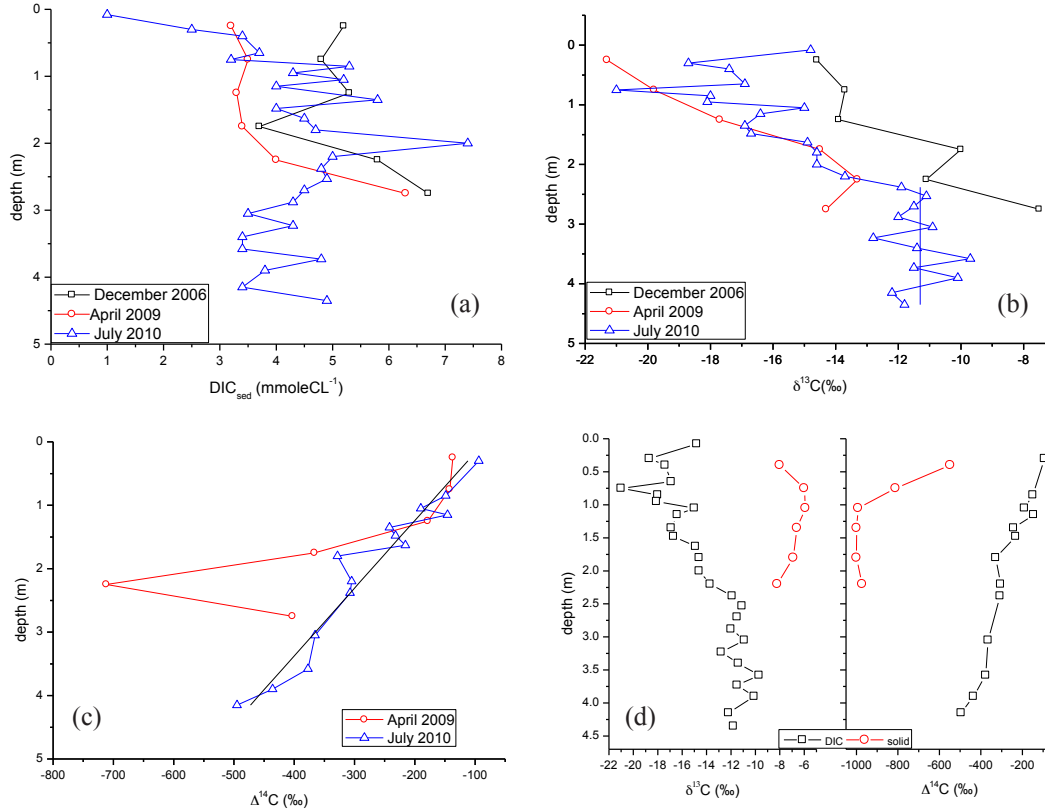 0
1
2
3
4
5
depth (m)
December 2006
April 2009
July 2010
(a)
0 1 2 3 4 5 6 7 8
DICsed (mmoleCL⁻¹)
0
1
2
3
4
5
depth (m)
December 2006
April 2009
July 2010
(b)
-22 -20 -18 -16 -14 -12 -10 -8
δ¹³C(‰)
0
1
2
3
4
5
depth (m)
(c)
April 2009
July 2010
-800 -700 -600 -500 -400 -300 -200 -100
Δ¹⁴C (‰)
(d)
0.0
0.5
1.0
1.5
2.0
2.5
3.0
3.5
4.0
4.5
depth (m)
DIC solid
-22 -20 -18 -16 -14 -12 -10 -8 -6 -1000 -800 -600 -400 -200 -100
δ¹³C (‰) Δ¹⁴C (‰)